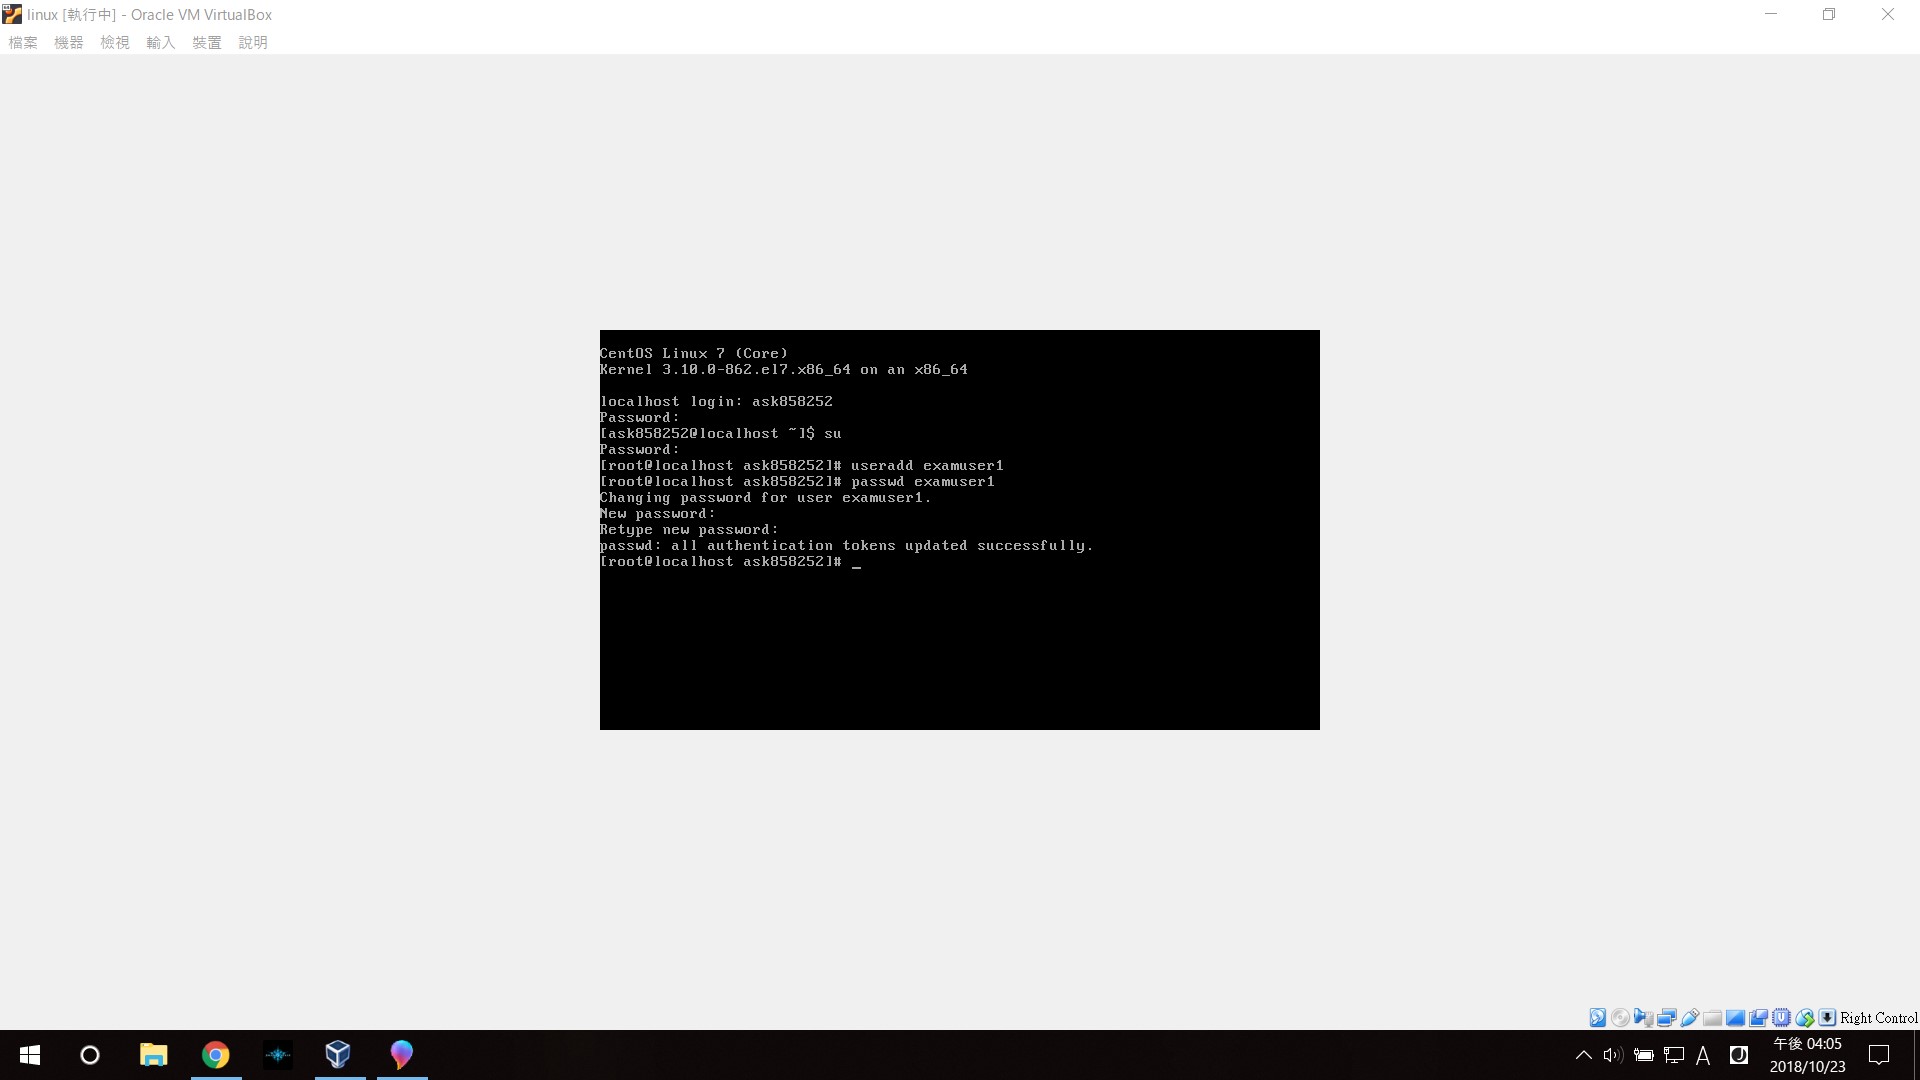 linux [執行中] - Oracle VM VirtualBox
檔案 機器 檢視 輸入 裝置 說明
CentOS Linux 7 (Core)
Kernel 3.10.0-862.el7.x86_64 on an x86_64
localhost login: ask858252
Password:
[ask858252@localhost ~]$ su
Password:
[root@localhost ask858252]# useradd examuser1
[root@localhost ask858252]# passwd examuser1
Changing password for user examuser1.
New password:
Retype new password:
passwd: all authentication tokens updated successfully.
[root@localhost ask858252]# _
Right Control
A
午後 04:05
2018/10/23